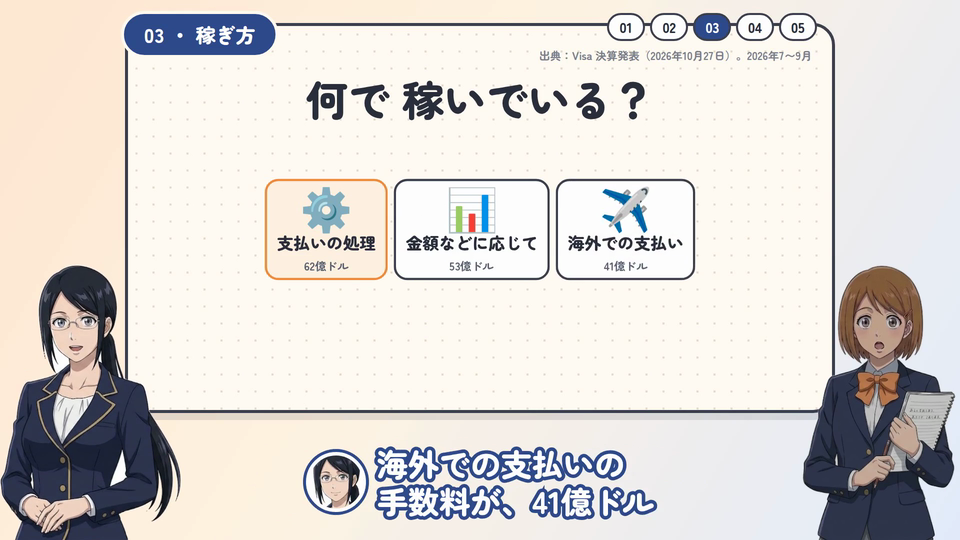 03 ・ 稼ぎ方
01 02 03 04 05
出典：Visa 決算発表（2026年10月27日）。2026年7〜9月
何で 稼いでいる？
支払いの処理
62億ドル
金額などに応じて
53億ドル
海外での支払い
41億ドル
海外での支払いの
手数料が、41億ドル